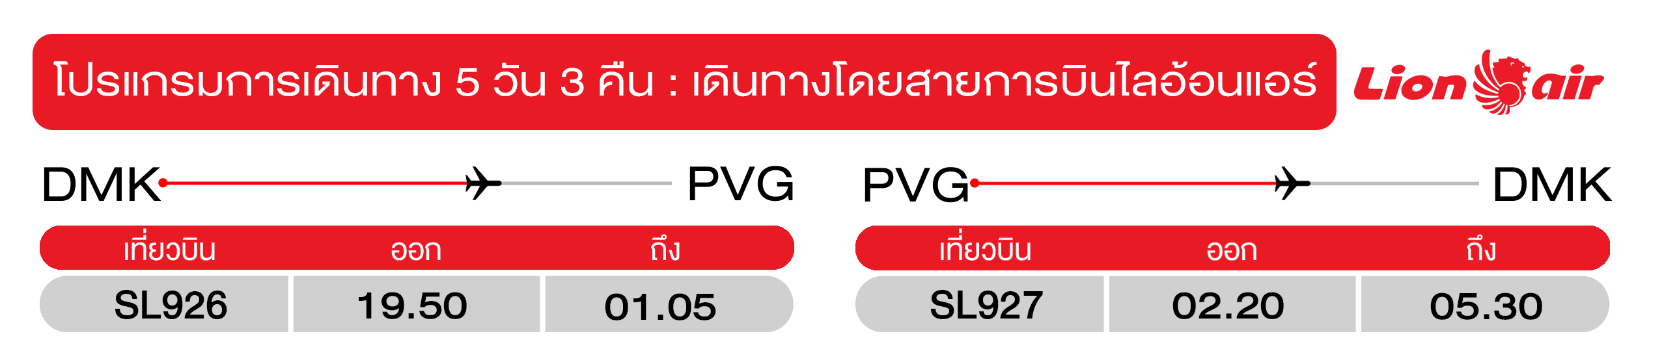 โปรแกรมการเดินทาง 5 วัน 3 คืน : เดินทางโดยสายการบินไลอ้อนแอร์
Lion air
DMK PVG
เที่ยวบิน ออก ถึง
SL926 19.50 01.05
PVG DMK
เที่ยวบิน ออก ถึง
SL927 02.20 05.30